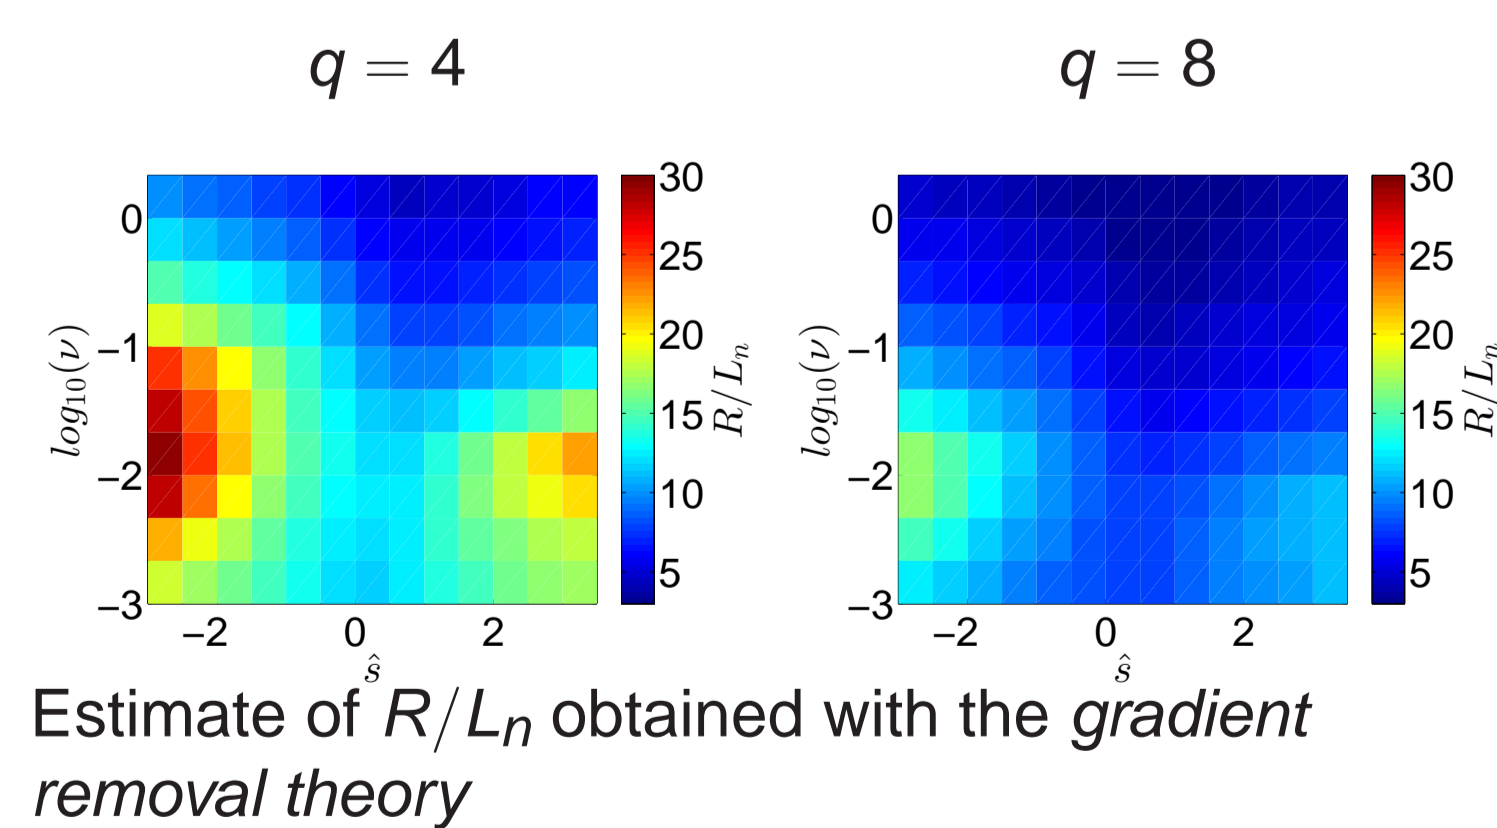 q = 4
q = 8
30
25
20
15
10
5
R/Lₙ
0
−1
−2
−3
log₁₀(ν)
−2 0 2
ŝ
30
25
20
15
10
5
R/Lₙ
0
−1
−2
−3
log₁₀(ν)
−2 0 2
ŝ
Estimate of R/Lₙ obtained with the gradient
removal theory